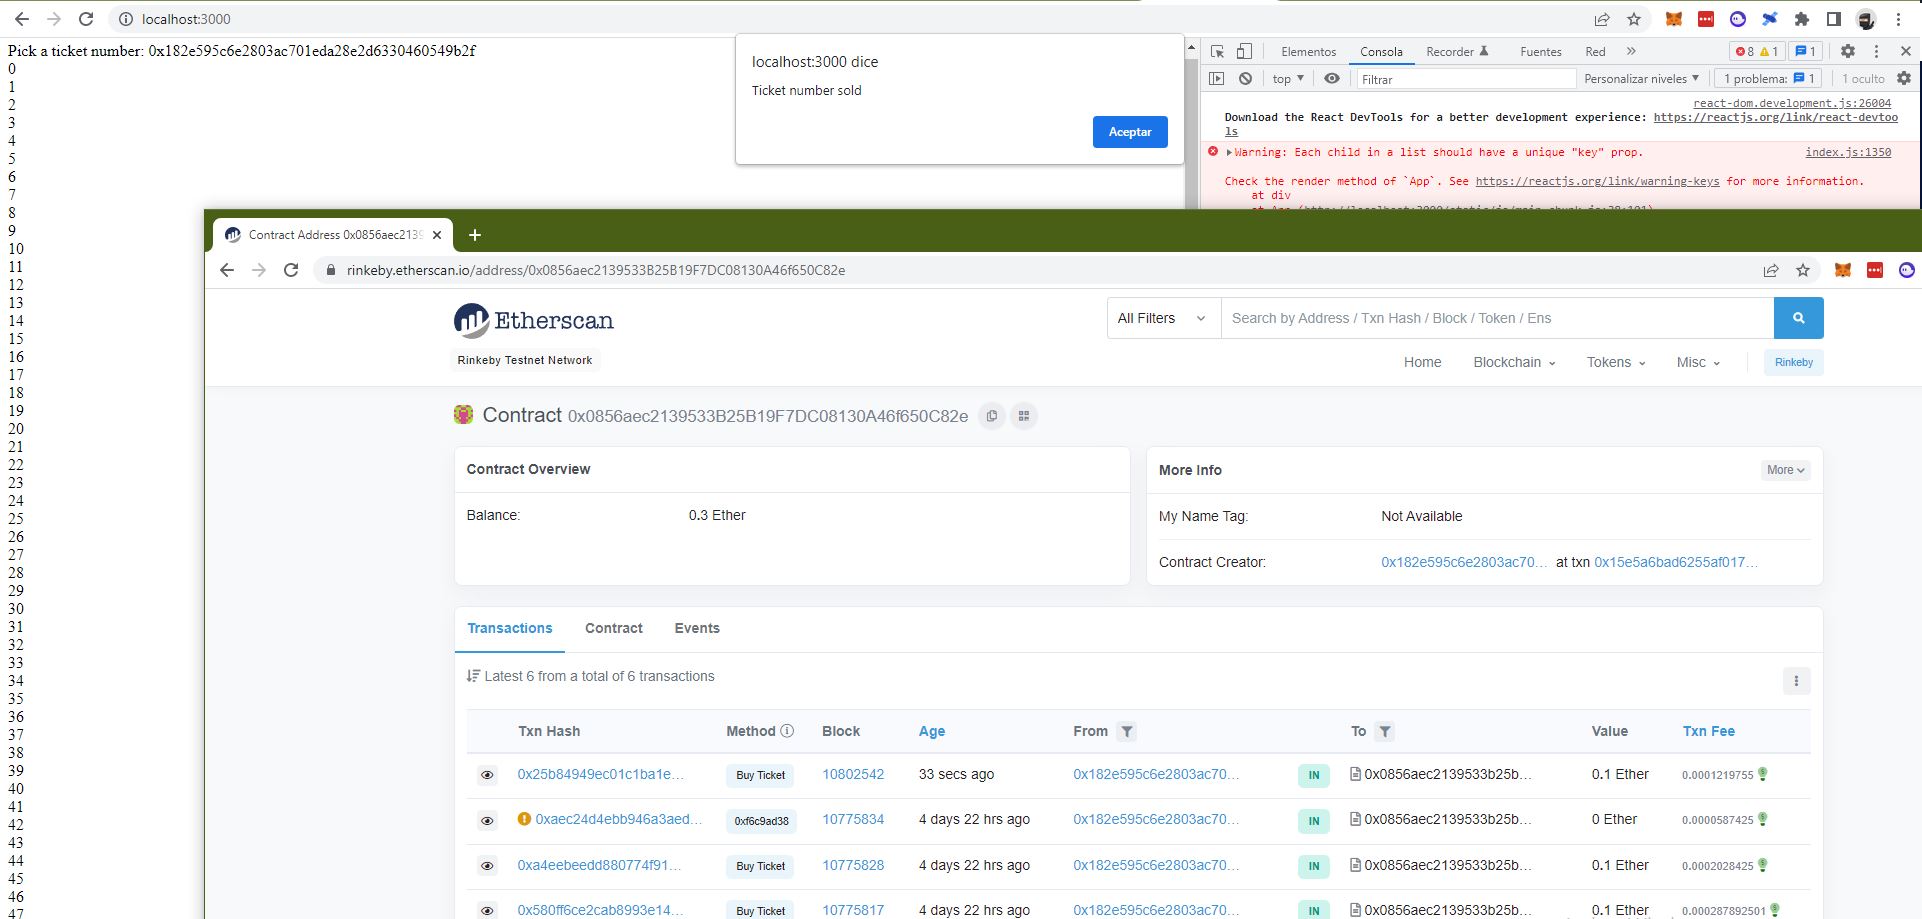 localhost:3000
Pick a ticket number: 0x182e595c6e2803ac701eda28e2d6330460549b2f
0
1
2
3
4
5
6
7
8
9
10
11
12
13
14
15
16
17
18
19
20
21
22
23
24
25
26
27
28
29
30
31
32
33
34
35
36
37
38
39
40
41
42
43
44
45
46
47
localhost:3000 dice
Ticket number sold
Aceptar
Elementos Consola Recorder Fuentes Red » 8 1 1
top Filtrar Personalizar niveles 1 problema: 1 1 oculto
react-dom.development.js:26004
Download the React DevTools for a better development experience: https://reactjs.org/link/react-devtoo
ls
Warning: Each child in a list should have a unique "key" prop. index.js:1350
Check the render method of `App`. See https://reactjs.org/link/warning-keys for more information.
at div
Contract Address 0x0856aec2139
rinkeby.etherscan.io/address/0x0856aec2139533B25B19F7DC08130A46f650C82e
Etherscan
Rinkeby Testnet Network
All Filters Search by Address / Txn Hash / Block / Token / Ens
Home Blockchain Tokens Misc Rinkeby
Contract 0x0856aec2139533B25B19F7DC08130A46f650C82e
Contract Overview
Balance: 0.3 Ether
More Info More
My Name Tag: Not Available
Contract Creator: 0x182e595c6e2803ac70... at txn 0x15e5a6bad6255af017...
Transactions Contract Events
Latest 6 from a total of 6 transactions
Txn Hash Method Block Age From To Value Txn Fee
0x25b84949ec01c1ba1e... Buy Ticket 10802542 33 secs ago 0x182e595c6e2803ac70... IN 0x0856aec2139533b25b... 0.1 Ether 0.0001219755
0xaec24d4ebb946a3aed... 0xf6c9ad38 10775834 4 days 22 hrs ago 0x182e595c6e2803ac70... IN 0x0856aec2139533b25b... 0 Ether 0.0000587425
0xa4eebeedd880774f91... Buy Ticket 10775828 4 days 22 hrs ago 0x182e595c6e2803ac70... IN 0x0856aec2139533b25b... 0.1 Ether 0.0002028425
0x580ff6ce2cab8993e14... Buy Ticket 10775817 4 days 22 hrs ago 0x182e595c6e2803ac70... IN 0x0856aec2139533b25b... 0.1 Ether 0.000287892501